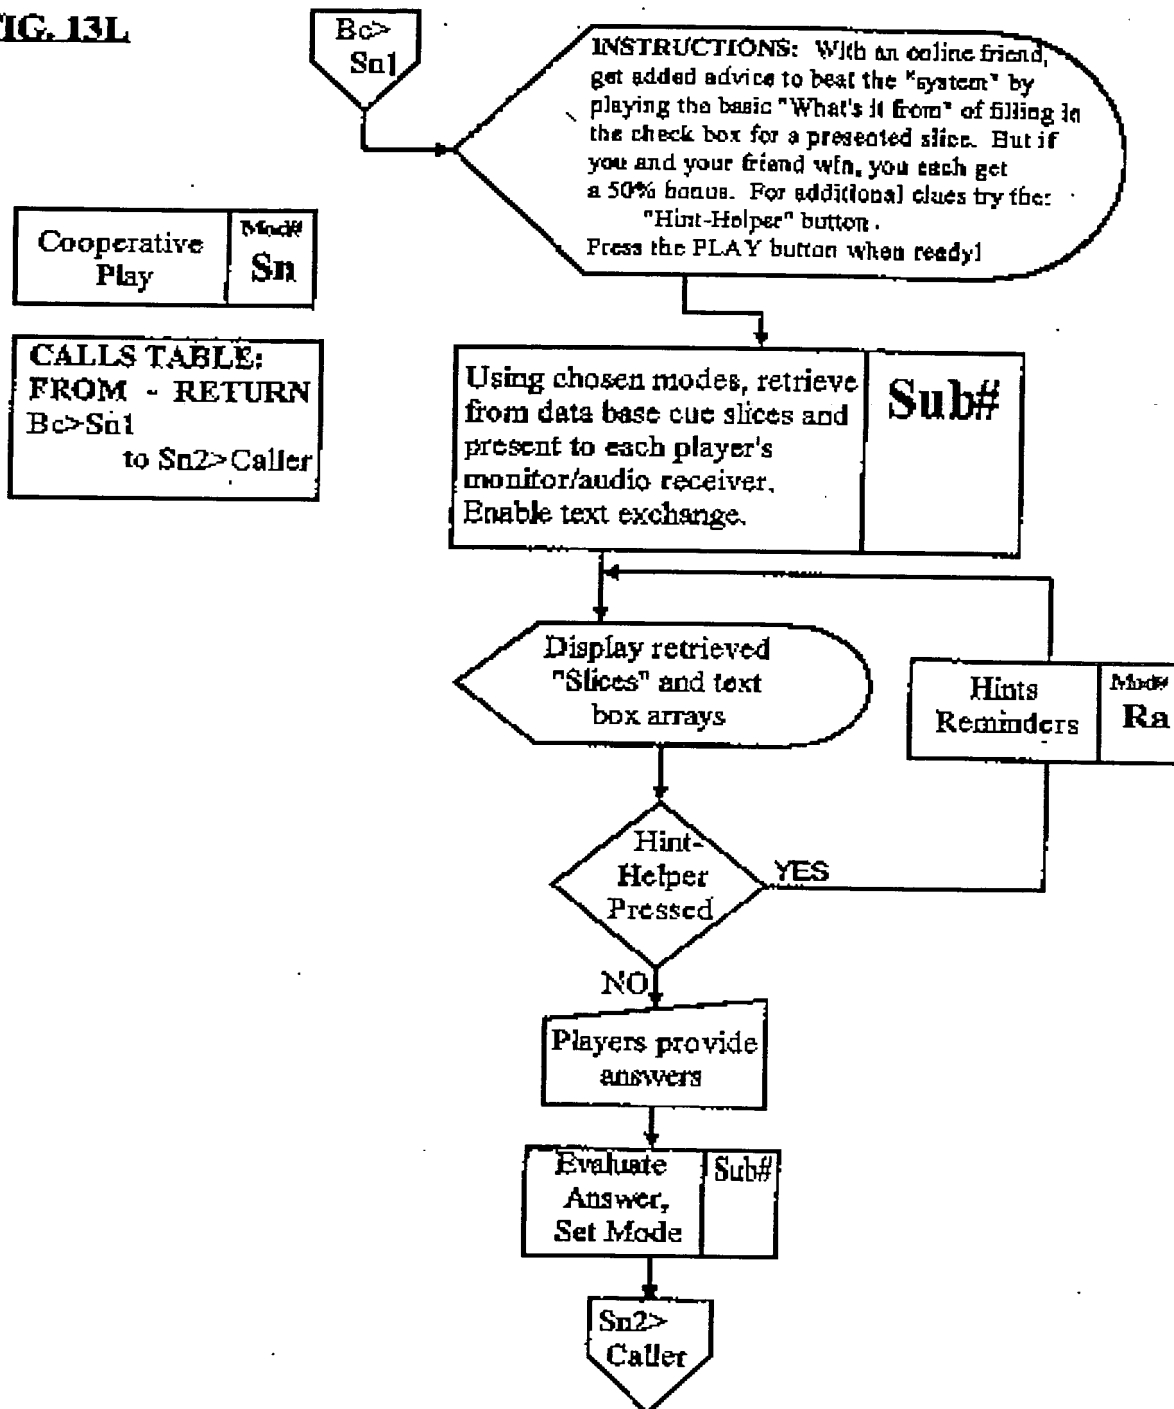 FIG. 13L
Bc>
Sn1
INSTRUCTIONS: With an online friend,
get added advice to beat the "system" by
playing the basic "What's it from" of filling in
the check box for a presented slice. But if
you and your friend win, you each get
a 50% bonus. For additional clues try the:
"Hint-Helper" button.
Press the PLAY button when ready!
Cooperative
Play
Mod#
Sn
CALLS TABLE:
FROM - RETURN
Bc>Sn1
to Sn2>Caller
Using chosen modes, retrieve
from data base cue slices and
present to each player's
monitor/audio receiver.
Enable text exchange.
Sub#
Display retrieved
"Slices" and text
box arrays
Hints
Reminders
Mod#
Ra
Hint-
Helper
Pressed
YES
NO
Players provide
answers
Evaluate
Answer,
Set Mode
Sub#
Sn2>
Caller